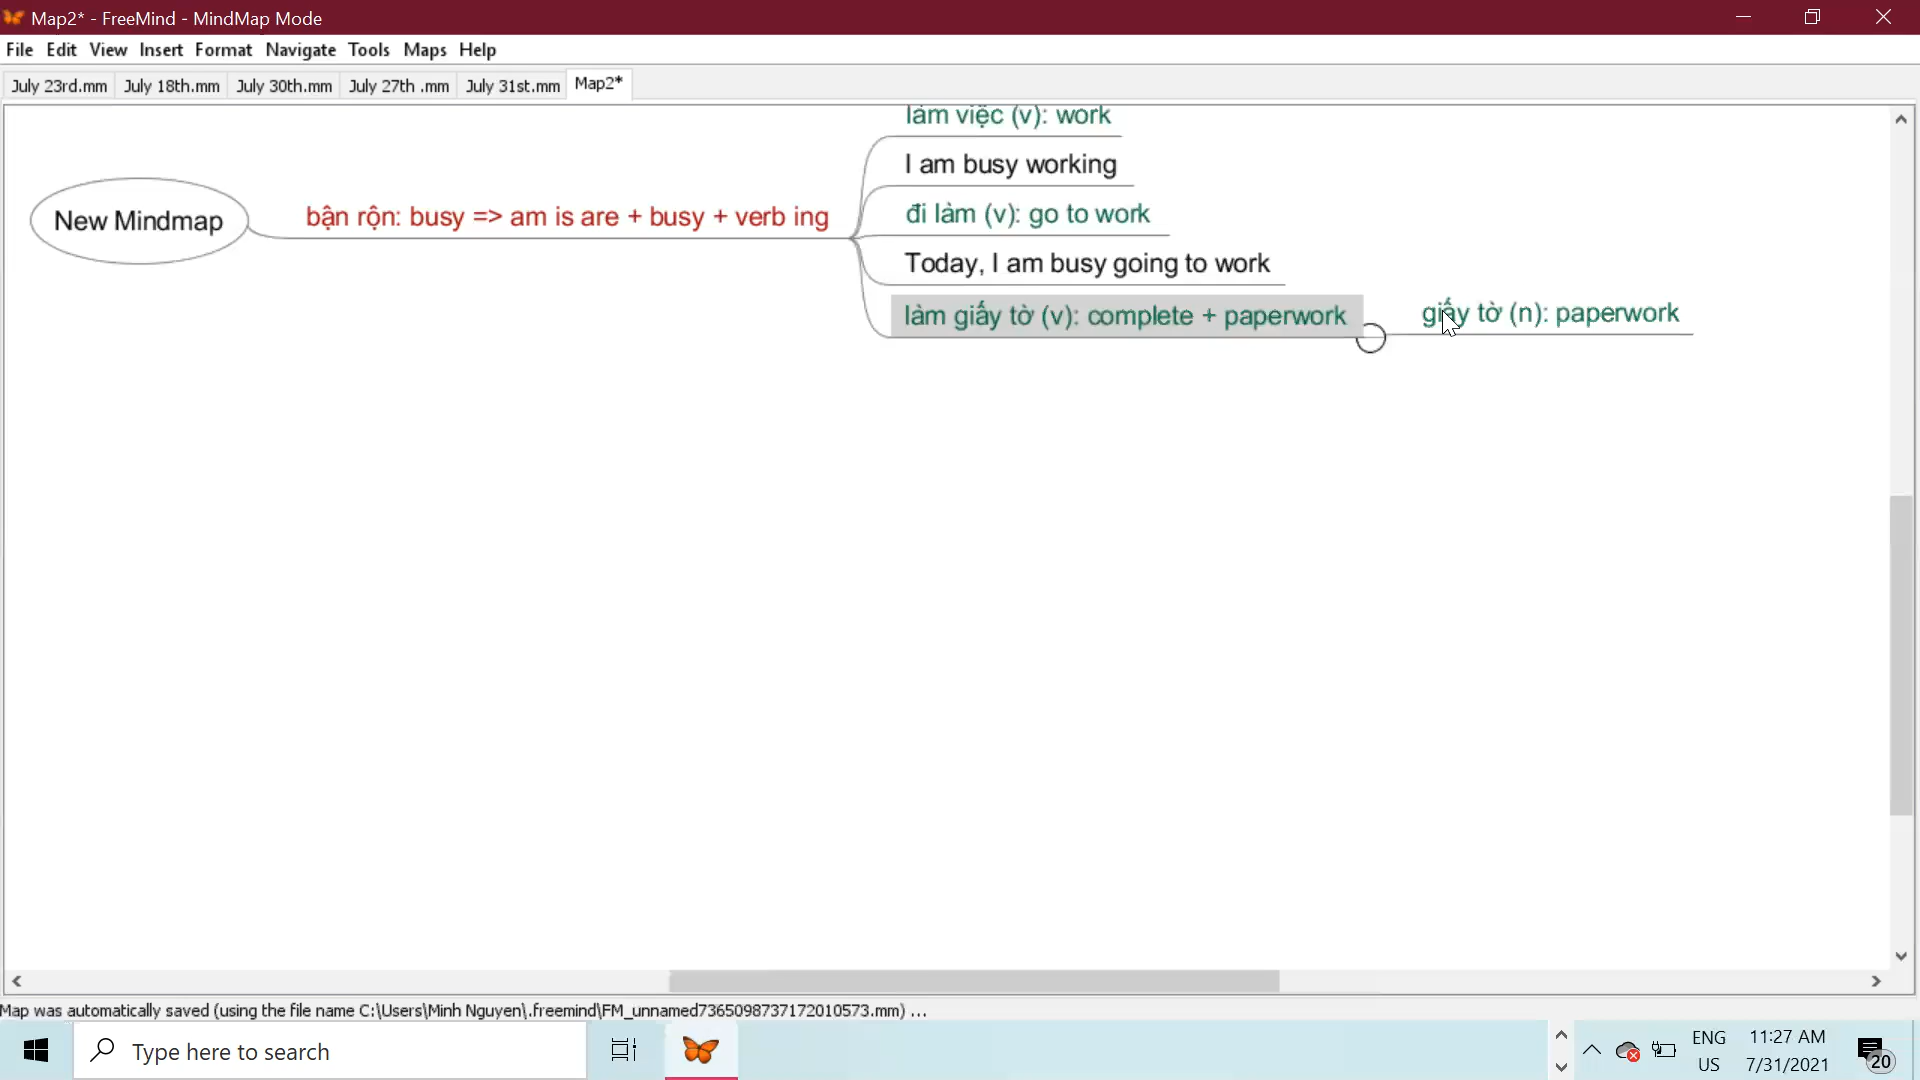 Map2* - FreeMind - MindMap Mode
File Edit View Insert Format Navigate Tools Maps Help
July 23rd.mm July 18th.mm July 30th.mm July 27th .mm July 31st.mm Map2*
làm việc (v): work
I am busy working
New Mindmap
bận rộn: busy => am is are + busy + verb ing
đi làm (v): go to work
Today, I am busy going to work
làm giấy tờ (v): complete + paperwork
giấy tờ (n): paperwork
Map was automatically saved (using the file name C:\Users\Minh Nguyen\.freemind\FM_unnamed7365098737172010573.mm) ...
Type here to search
ENG 11:27 AM
US 7/31/2021
20